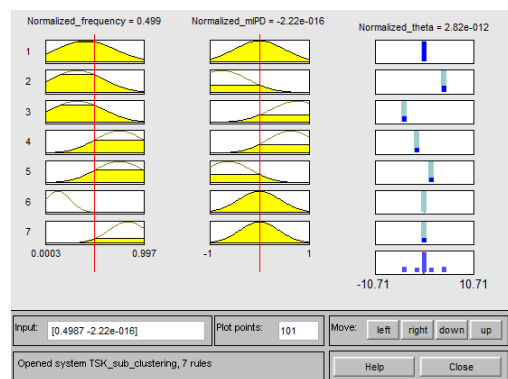 Normalized_frequency = 0.499
Normalized_mIPD = -2.22e-016
Normalized_theta = 2.82e-012
1
2
3
4
5
6
7
0.0003 0.997
-1 1
-10.71 10.71
Input: [0.4987 -2.22e-016]
Plot points: 101
Move: left right down up
Opened system TSK_sub_clustering, 7 rules
Help Close